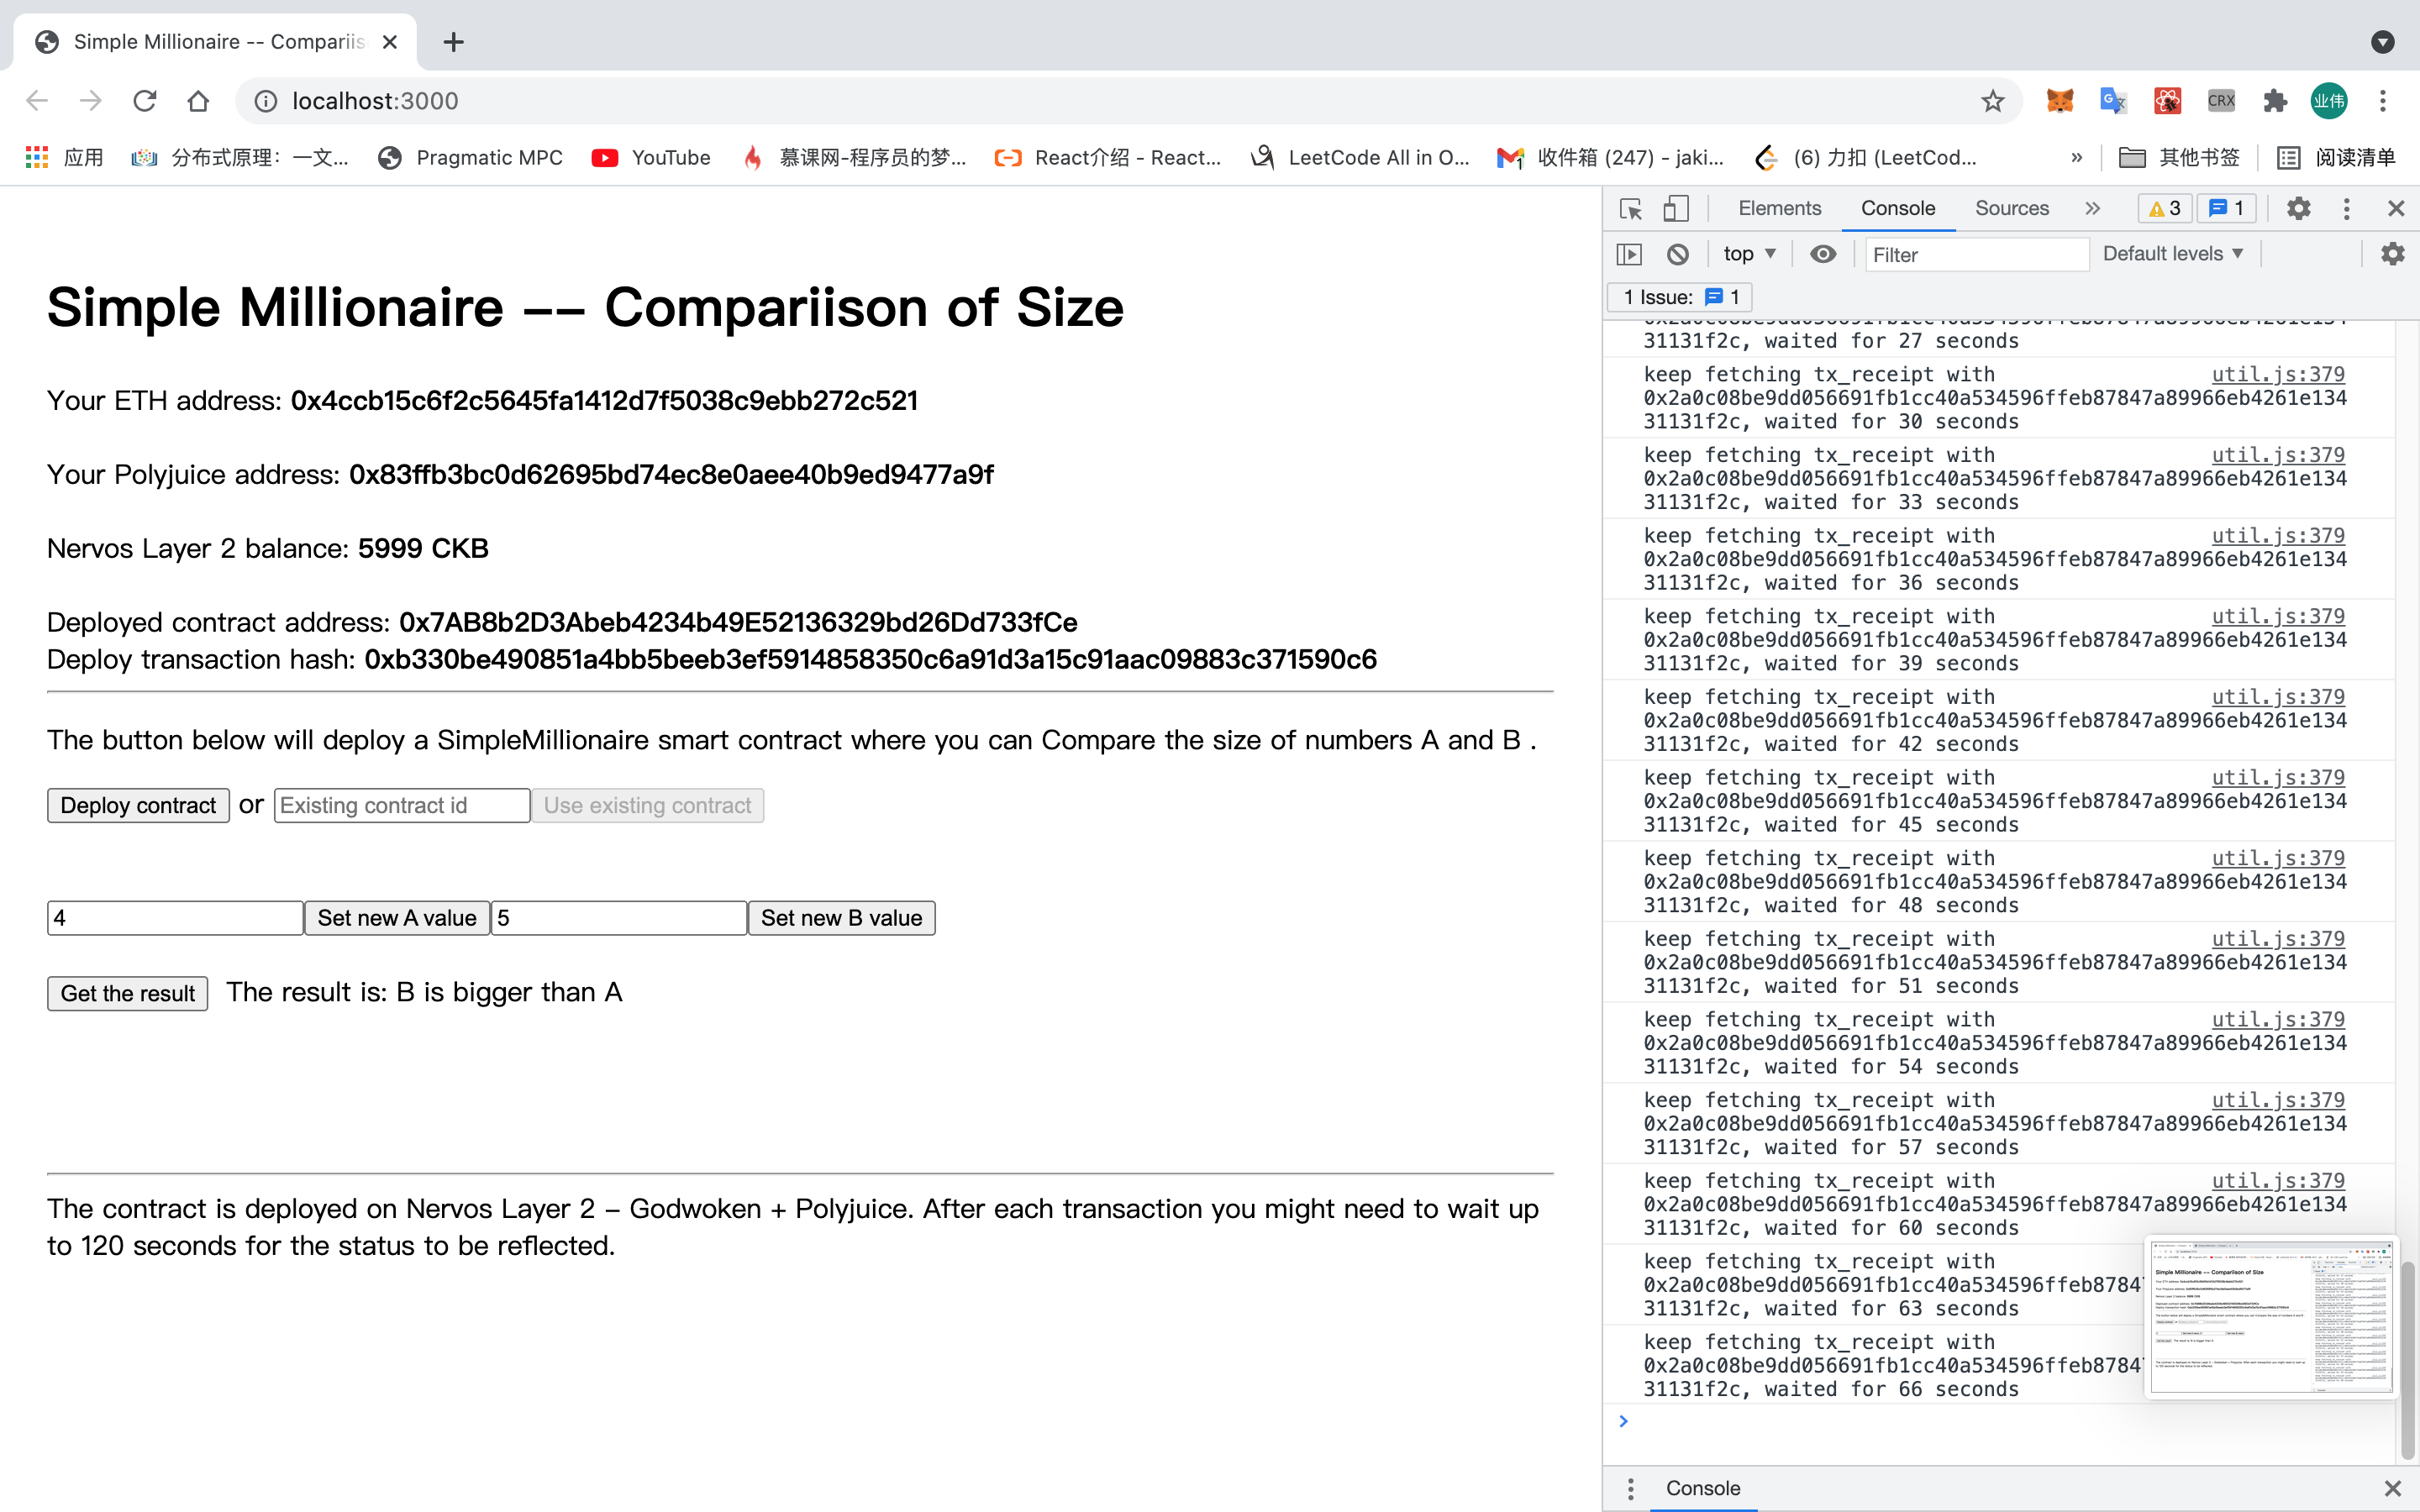 Simple Millionaire -- Compariis
localhost:3000
CRX
业伟
应用
分布式原理：一文...
Pragmatic MPC
YouTube
慕课网-程序员的梦...
React介绍 - React...
LeetCode All in O...
收件箱 (247) - jaki...
(6) 力扣 (LeetCod...
»
其他书签
阅读清单
Simple Millionaire -- Compariison of Size
Your ETH address: 0x4ccb15c6f2c5645fa1412d7f5038c9ebb272c521
Your Polyjuice address: 0x83ffb3bc0d62695bd74ec8e0aee40b9ed9477a9f
Nervos Layer 2 balance: 5999 CKB
Deployed contract address: 0x7AB8b2D3Abeb4234b49E52136329bd26Dd733fCe
Deploy transaction hash: 0xb330be490851a4bb5beeb3ef5914858350c6a91d3a15c91aac09883c371590c6
The button below will deploy a SimpleMillionaire smart contract where you can Compare the size of numbers A and B .
Deploy contract or Existing contract id Use existing contract
4 Set new A value 5 Set new B value
Get the result The result is: B is bigger than A
The contract is deployed on Nervos Layer 2 – Godwoken + Polyjuice. After each transaction you might need to wait up
to 120 seconds for the status to be reflected.
Elements Console Sources » 3 1
top Filter Default levels
1 Issue: 1
0x2a0c08be9dd056691fb1cc40a534596ffeb87847a89966eb4261e134
31131f2c, waited for 27 seconds
keep fetching tx_receipt with util.js:379
0x2a0c08be9dd056691fb1cc40a534596ffeb87847a89966eb4261e134
31131f2c, waited for 30 seconds
keep fetching tx_receipt with util.js:379
0x2a0c08be9dd056691fb1cc40a534596ffeb87847a89966eb4261e134
31131f2c, waited for 33 seconds
keep fetching tx_receipt with util.js:379
0x2a0c08be9dd056691fb1cc40a534596ffeb87847a89966eb4261e134
31131f2c, waited for 36 seconds
keep fetching tx_receipt with util.js:379
0x2a0c08be9dd056691fb1cc40a534596ffeb87847a89966eb4261e134
31131f2c, waited for 39 seconds
keep fetching tx_receipt with util.js:379
0x2a0c08be9dd056691fb1cc40a534596ffeb87847a89966eb4261e134
31131f2c, waited for 42 seconds
keep fetching tx_receipt with util.js:379
0x2a0c08be9dd056691fb1cc40a534596ffeb87847a89966eb4261e134
31131f2c, waited for 45 seconds
keep fetching tx_receipt with util.js:379
0x2a0c08be9dd056691fb1cc40a534596ffeb87847a89966eb4261e134
31131f2c, waited for 48 seconds
keep fetching tx_receipt with util.js:379
0x2a0c08be9dd056691fb1cc40a534596ffeb87847a89966eb4261e134
31131f2c, waited for 51 seconds
keep fetching tx_receipt with util.js:379
0x2a0c08be9dd056691fb1cc40a534596ffeb87847a89966eb4261e134
31131f2c, waited for 54 seconds
keep fetching tx_receipt with util.js:379
0x2a0c08be9dd056691fb1cc40a534596ffeb87847a89966eb4261e134
31131f2c, waited for 57 seconds
keep fetching tx_receipt with util.js:379
0x2a0c08be9dd056691fb1cc40a534596ffeb87847a89966eb4261e134
31131f2c, waited for 60 seconds
keep fetching tx_receipt with
0x2a0c08be9dd056691fb1cc40a534596ffeb8784
31131f2c, waited for 63 seconds
keep fetching tx_receipt with
0x2a0c08be9dd056691fb1cc40a534596ffeb8784
31131f2c, waited for 66 seconds
Simple Millionaire -- Compariison of Size
Console